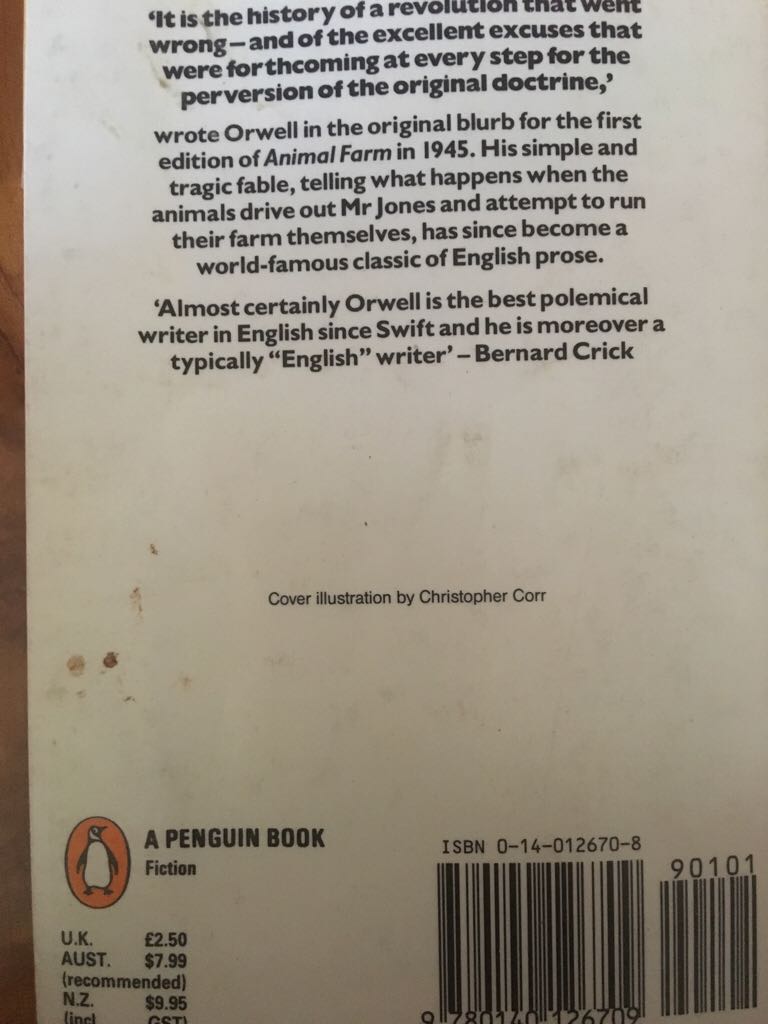 ‘It is the history of a revolution that went
wrong – and of the excellent excuses that
were forthcoming at every step for the
perversion of the original doctrine,’
wrote Orwell in the original blurb for the first
edition of Animal Farm in 1945. His simple and
tragic fable, telling what happens when the
animals drive out Mr Jones and attempt to run
their farm themselves, has since become a
world-famous classic of English prose.
‘Almost certainly Orwell is the best polemical
writer in English since Swift and he is moreover a
typically “English” writer’ – Bernard Crick
Cover illustration by Christopher Corr
A PENGUIN BOOK
Fiction
U.K. £2.50
AUST. $7.99
(recommended)
N.Z. $9.95
(incl GST)
ISBN 0-14-012670-8
90101
9 780140 126709